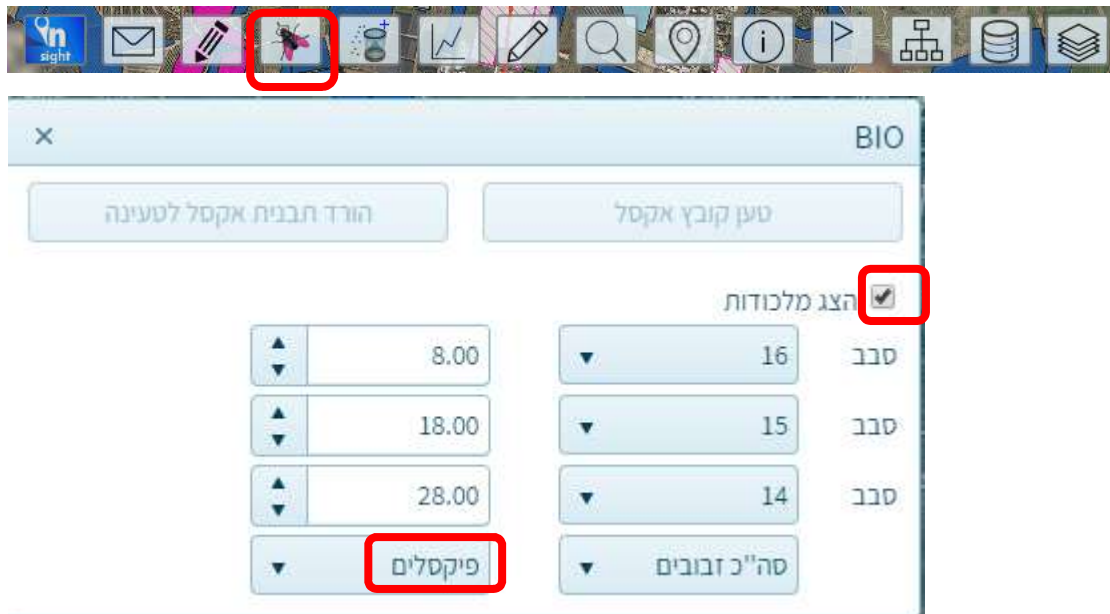 In
sight
BIO ×
טען קובץ אקסל הורד תבנית אקסל לטעינה
הצג מלכודות
סבב 16 8.00
סבב 15 18.00
סבב 14 28.00
סה"כ זבובים פיקסלים